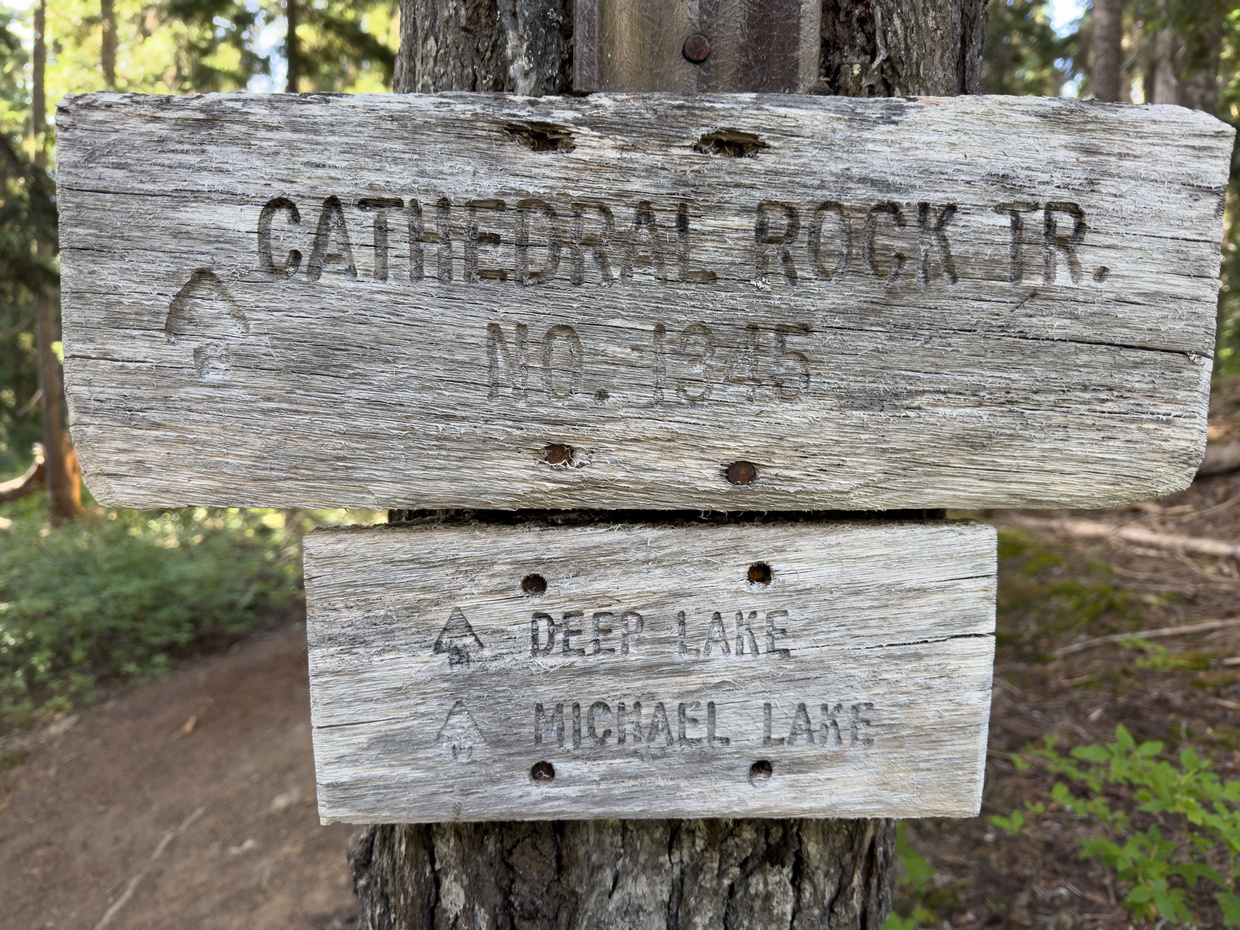 CATHEDRAL ROCK TR.
NO. 1345
DEEP LAKE
MICHAEL LAKE